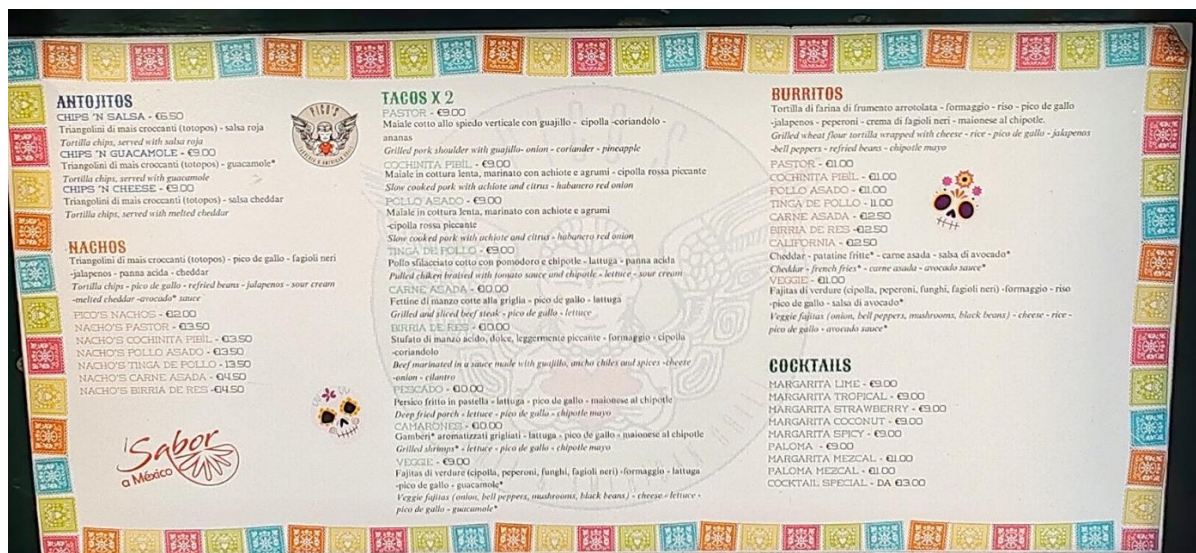 ANTOJITOS
CHIPS 'N SALSA - €6.50
Triangolini di mais croccanti (totopos) - salsa roja
Tortilla chips, served with salsa roja
CHIPS 'N GUACAMOLE - €9.00
Triangolini di mais croccanti (totopos) - guacamole*
Tortilla chips, served with guacamole
CHIPS 'N CHEESE - €9.00
Triangolini di mais croccanti (totopos) - salsa cheddar
Tortilla chips, served with melted cheddar
PICO'S
NACHOS
Triangolini di mais croccanti (totopos) - pico de gallo - fagioli neri
-jalapenos - panna acida - cheddar
Tortilla chips - pico de gallo - refried beans - jalapenos - sour cream
-melted cheddar -avocado* sauce
PICO'S NACHOS - €12.00
NACHO'S PASTOR - €13.50
NACHO'S COCHINITA PIBIL - €13.50
NACHO'S POLLO ASADO - €13.50
NACHO'S TINGA DE POLLO - 13.50
NACHO'S CARNE ASADA - €14.50
NACHO'S BIRRIA DE RES -€14.50
¡Sabor
a México
TACOS X 2
PASTOR - €9.00
Maiale cotto allo spiedo verticale con guajillo - cipolla -coriandolo -
ananas
Grilled pork shoulder with guajillo- onion - coriander - pineapple
COCHINITA PIBIL - €9.00
Maiale in cottura lenta, marinato con achiote e agrumi - cipolla rossa piccante
Slow cooked pork with achiote and citrus - habanero red onion
POLLO ASADO - €9.00
Maiale in cottura lenta, marinato con achiote e agrumi
-cipolla rossa piccante
Slow cooked pork with achiote and citrus - habanero red onion
TINGA DE POLLO - €9.00
Pollo sfilacciato cotto con pomodoro e chipotle - lattuga - panna acida
Pulled chiken braised with tomato sauce and chipotle - lettuce - sour cream
CARNE ASADA - €10.00
Fettine di manzo cotte alla griglia - pico de gallo - lattuga
Grilled and sliced beef steak - pico de gallo - lettuce
BIRRIA DE RES - €10.00
Stufato di manzo acido, dolce, leggermente piccante - formaggio - cipolla
-coriandolo
Beef marinated in a sauce made with guajillo, ancho chiles and spices -cheese
-onion - cilantro
PESCADO - €10.00
Persico fritto in pastella - lattuga - pico de gallo - maionese al chipotle
Deep fried perch - lettuce - pico de gallo - chipotle mayo
CAMARONES - €10.00
Gamberi* aromatizzati grigliati - lattuga - pico de gallo - maionese al chipotle
Grilled shrimps* - lettuce - pico de gallo - chipotle mayo
VEGGIE - €9.00
Fajitas di verdure (cipolla, peperoni, funghi, fagioli neri) -formaggio - lattuga
-pico de gallo - guacamole*
Veggie fajitas (onion, bell peppers, mushrooms, black beans) - cheese - lettuce -
pico de gallo - guacamole*
BURRITOS
Tortilla di farina di frumento arrotolata - formaggio - riso - pico de gallo
-jalapenos - peperoni - crema di fagioli neri - maionese al chipotle.
Grilled wheat flour tortilla wrapped with cheese - rice - pico de gallo - jalapenos
-bell peppers - refried beans - chipotle mayo
PASTOR - €11.00
COCHINITA PIBIL - €11.00
POLLO ASADO - €11.00
TINGA DE POLLO - 11.00
CARNE ASADA - €12.50
BIRRIA DE RES -€12.50
CALIFORNIA - €12.50
Cheddar - patatine fritte* - carne asada - salsa di avocado*
Cheddar - french fries* - carne asada - avocado sauce*
VEGGIE - €11.00
Fajitas di verdure (cipolla, peperoni, funghi, fagioli neri) -formaggio - riso
-pico de gallo - salsa di avocado*
Veggie fajitas (onion, bell peppers, mushrooms, black beans) - cheese - rice -
pico de gallo - avocado sauce*
COCKTAILS
MARGARITA LIME - €9.00
MARGARITA TROPICAL - €9.00
MARGARITA STRAWBERRY - €9.00
MARGARITA COCONUT - €9.00
MARGARITA SPICY - €9.00
PALOMA - €9.00
MARGARITA MEZCAL - €11.00
PALOMA MEZCAL - €11.00
COCKTAIL SPECIAL - DA €13.00